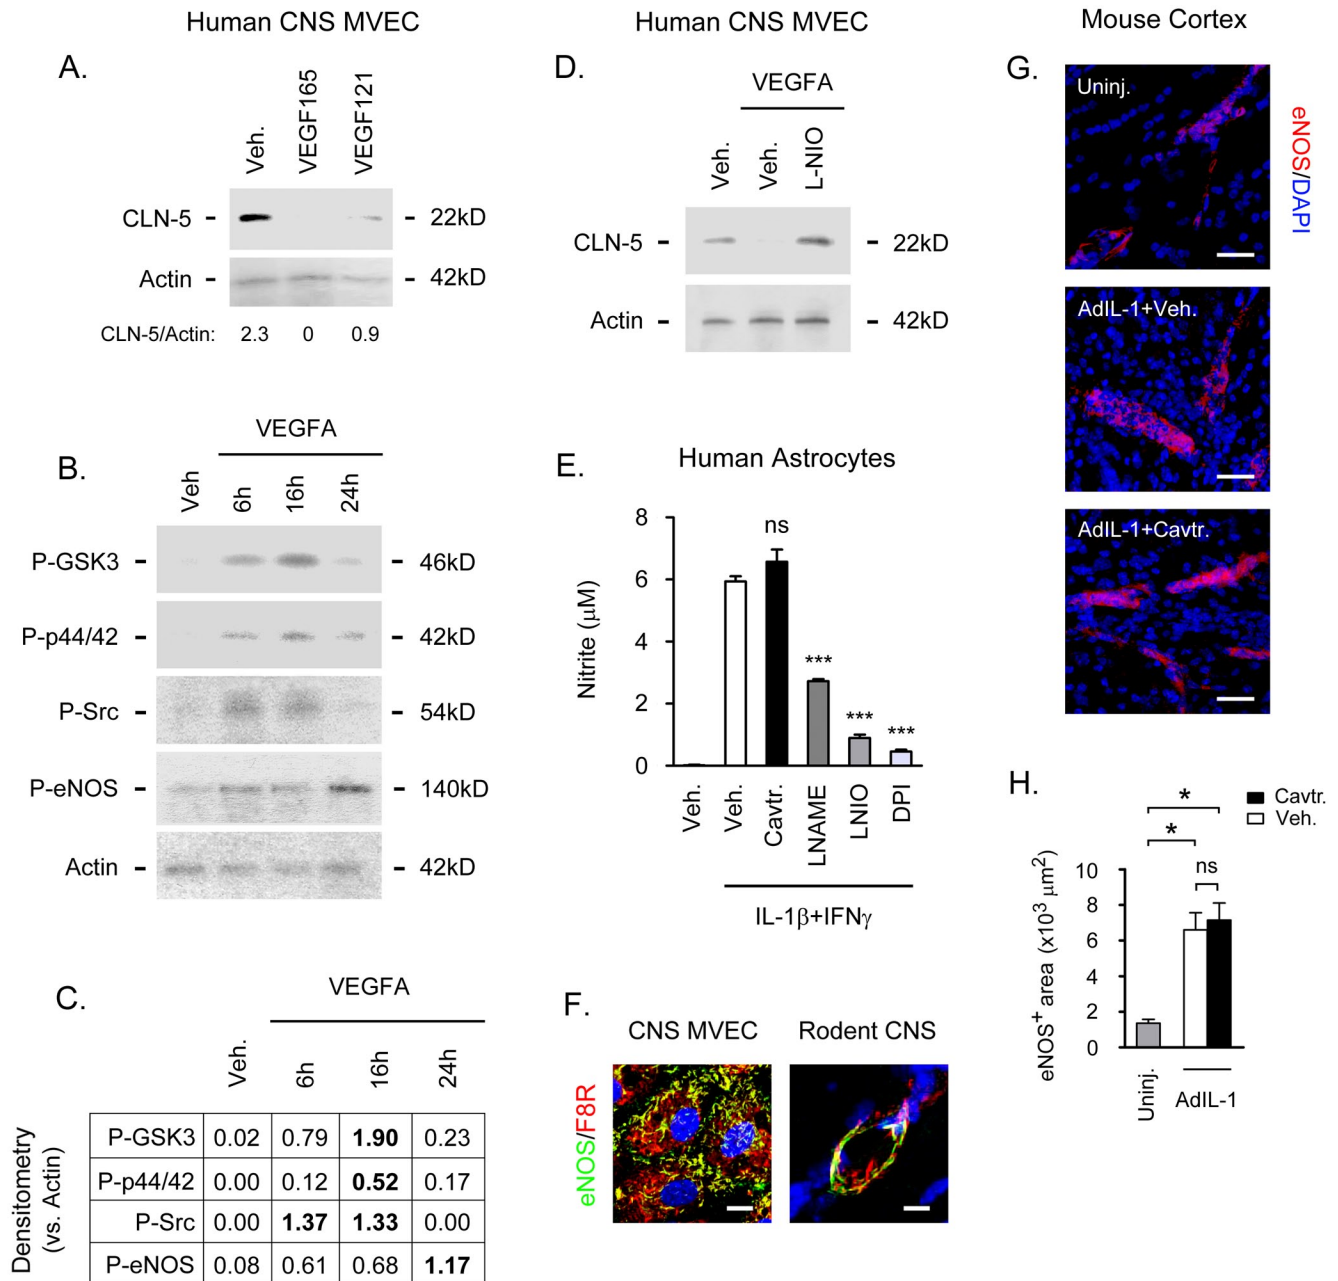 Human CNS MVEC
A.
Veh.
VEGF165
VEGF121
CLN-5 - - 22kD
Actin - - 42kD
CLN-5/Actin: 2.3 0 0.9
B.
VEGFA
Veh 6h 16h 24h
P-GSK3 - 46kD
P-p44/42 - 42kD
P-Src - 54kD
P-eNOS - - 140kD
Actin - - 42kD
C.
VEGFA
Veh. 6h 16h 24h
Densitometry
(vs. Actin)
P-GSK3 0.02 0.79 1.90 0.23
P-p44/42 0.00 0.12 0.52 0.17
P-Src 0.00 1.37 1.33 0.00
P-eNOS 0.08 0.61 0.68 1.17
Human CNS MVEC
D.
VEGFA
Veh. Veh. L-NIO
CLN-5 - - 22kD
Actin - - 42kD
E.
Human Astrocytes
Nitrite (μM)
8
6
4
2
0
ns
***
***
***
Veh. Veh. Cavtr. LNAME LNIO DPI
IL-1β+IFNγ
F.
CNS MVEC Rodent CNS
eNOS/F8R
Mouse Cortex
G.
Uninj.
AdIL-1+Veh.
AdIL-1+Cavtr.
eNOS/DAPI
H.
Cavtr.
Veh.
*
*
ns
eNOS+ area (x10³ μm²)
10
8
6
4
2
0
Uninj.
AdIL-1